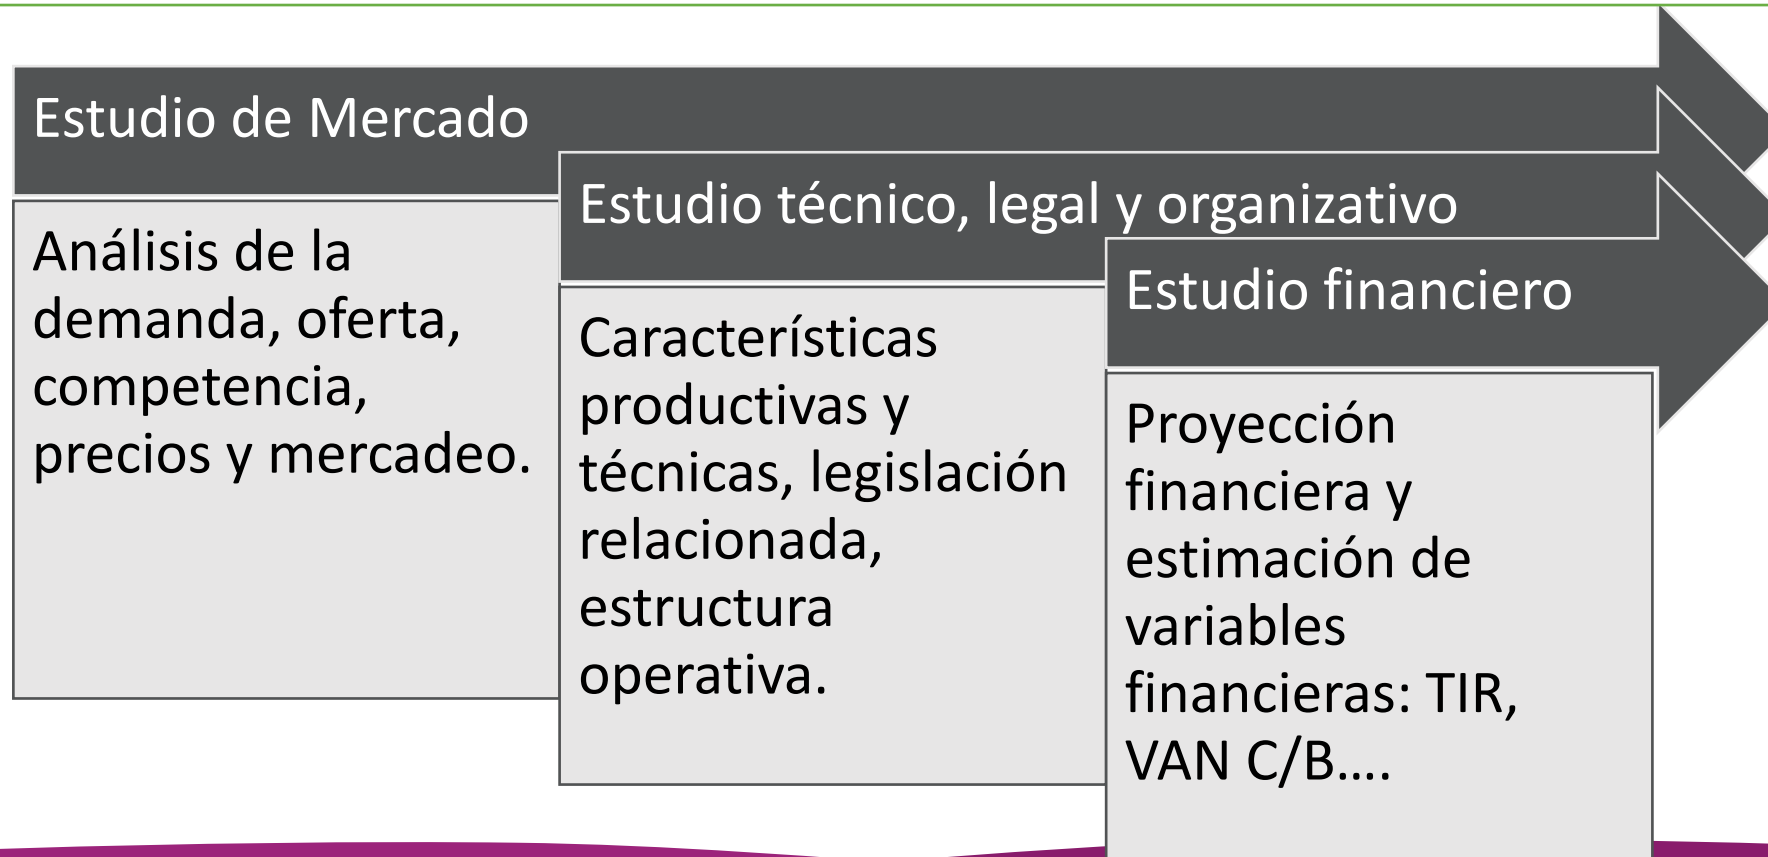 Estudio de Mercado
Análisis de la
demanda, oferta,
competencia,
precios y mercadeo.
Estudio técnico, legal y organizativo
Características
productivas y
técnicas, legislación
relacionada,
estructura
operativa.
Estudio financiero
Proyección
financiera y
estimación de
variables
financieras: TIR,
VAN C/B....